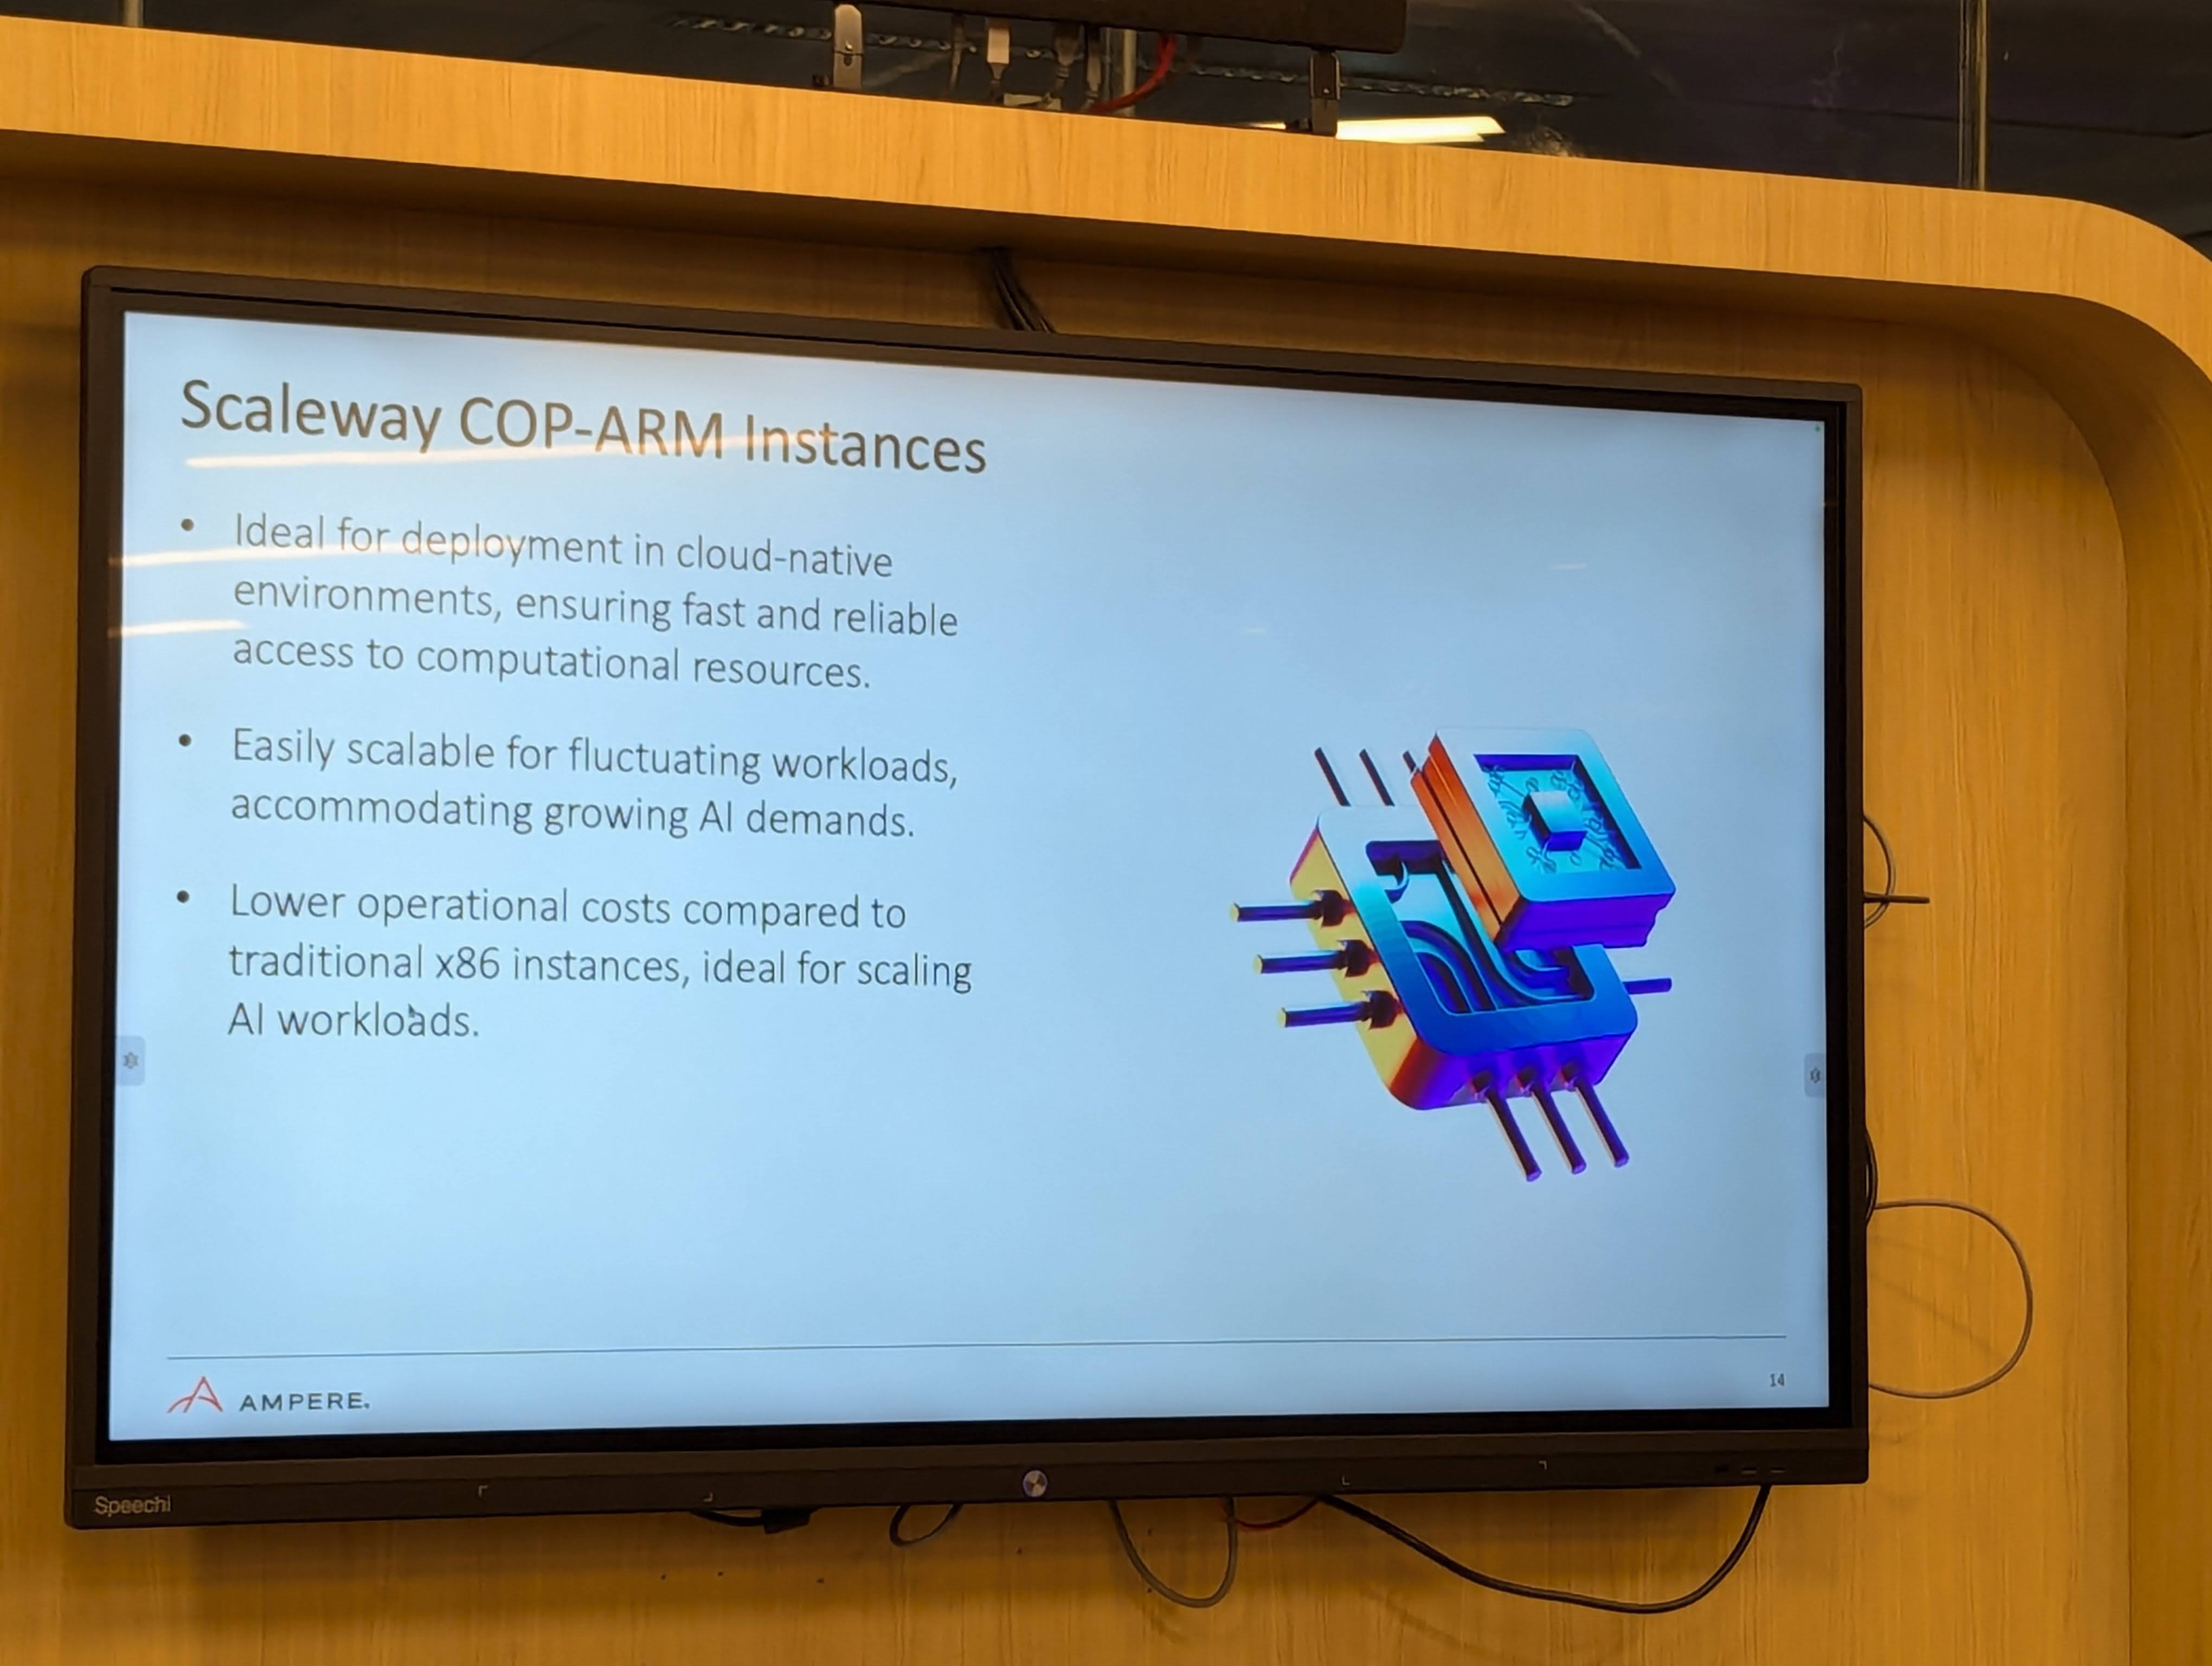 Scaleway COP-ARM Instances
• Ideal for deployment in cloud-native
environments, ensuring fast and reliable
access to computational resources.
• Easily scalable for fluctuating workloads,
accommodating growing AI demands.
• Lower operational costs compared to
traditional x86 instances, ideal for scaling
AI workloads.
AMPERE.
14
Speechi